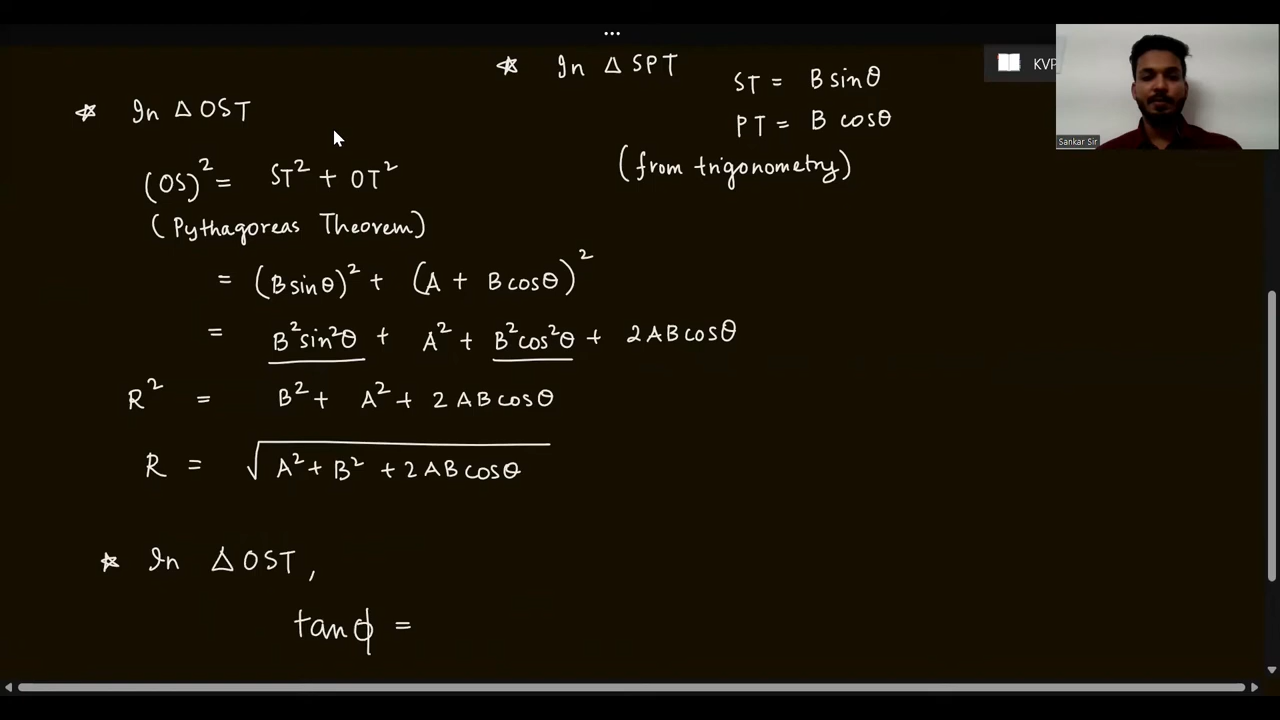 ☆ In Δ SPT
ST = B sinθ
PT = B cosθ
(from trigonometry)
KVP
Sankar Sir
☆ In Δ OST
(OS)² = ST² + OT²
(Pythagoreas Theorem)
= (B sinθ)² + (A + B cosθ)²
= B²sin²θ + A² + B²cos²θ + 2AB cosθ
R² = B² + A² + 2AB cosθ
R = √(A² + B² + 2AB cosθ)
☆ In Δ OST,
tanϕ =